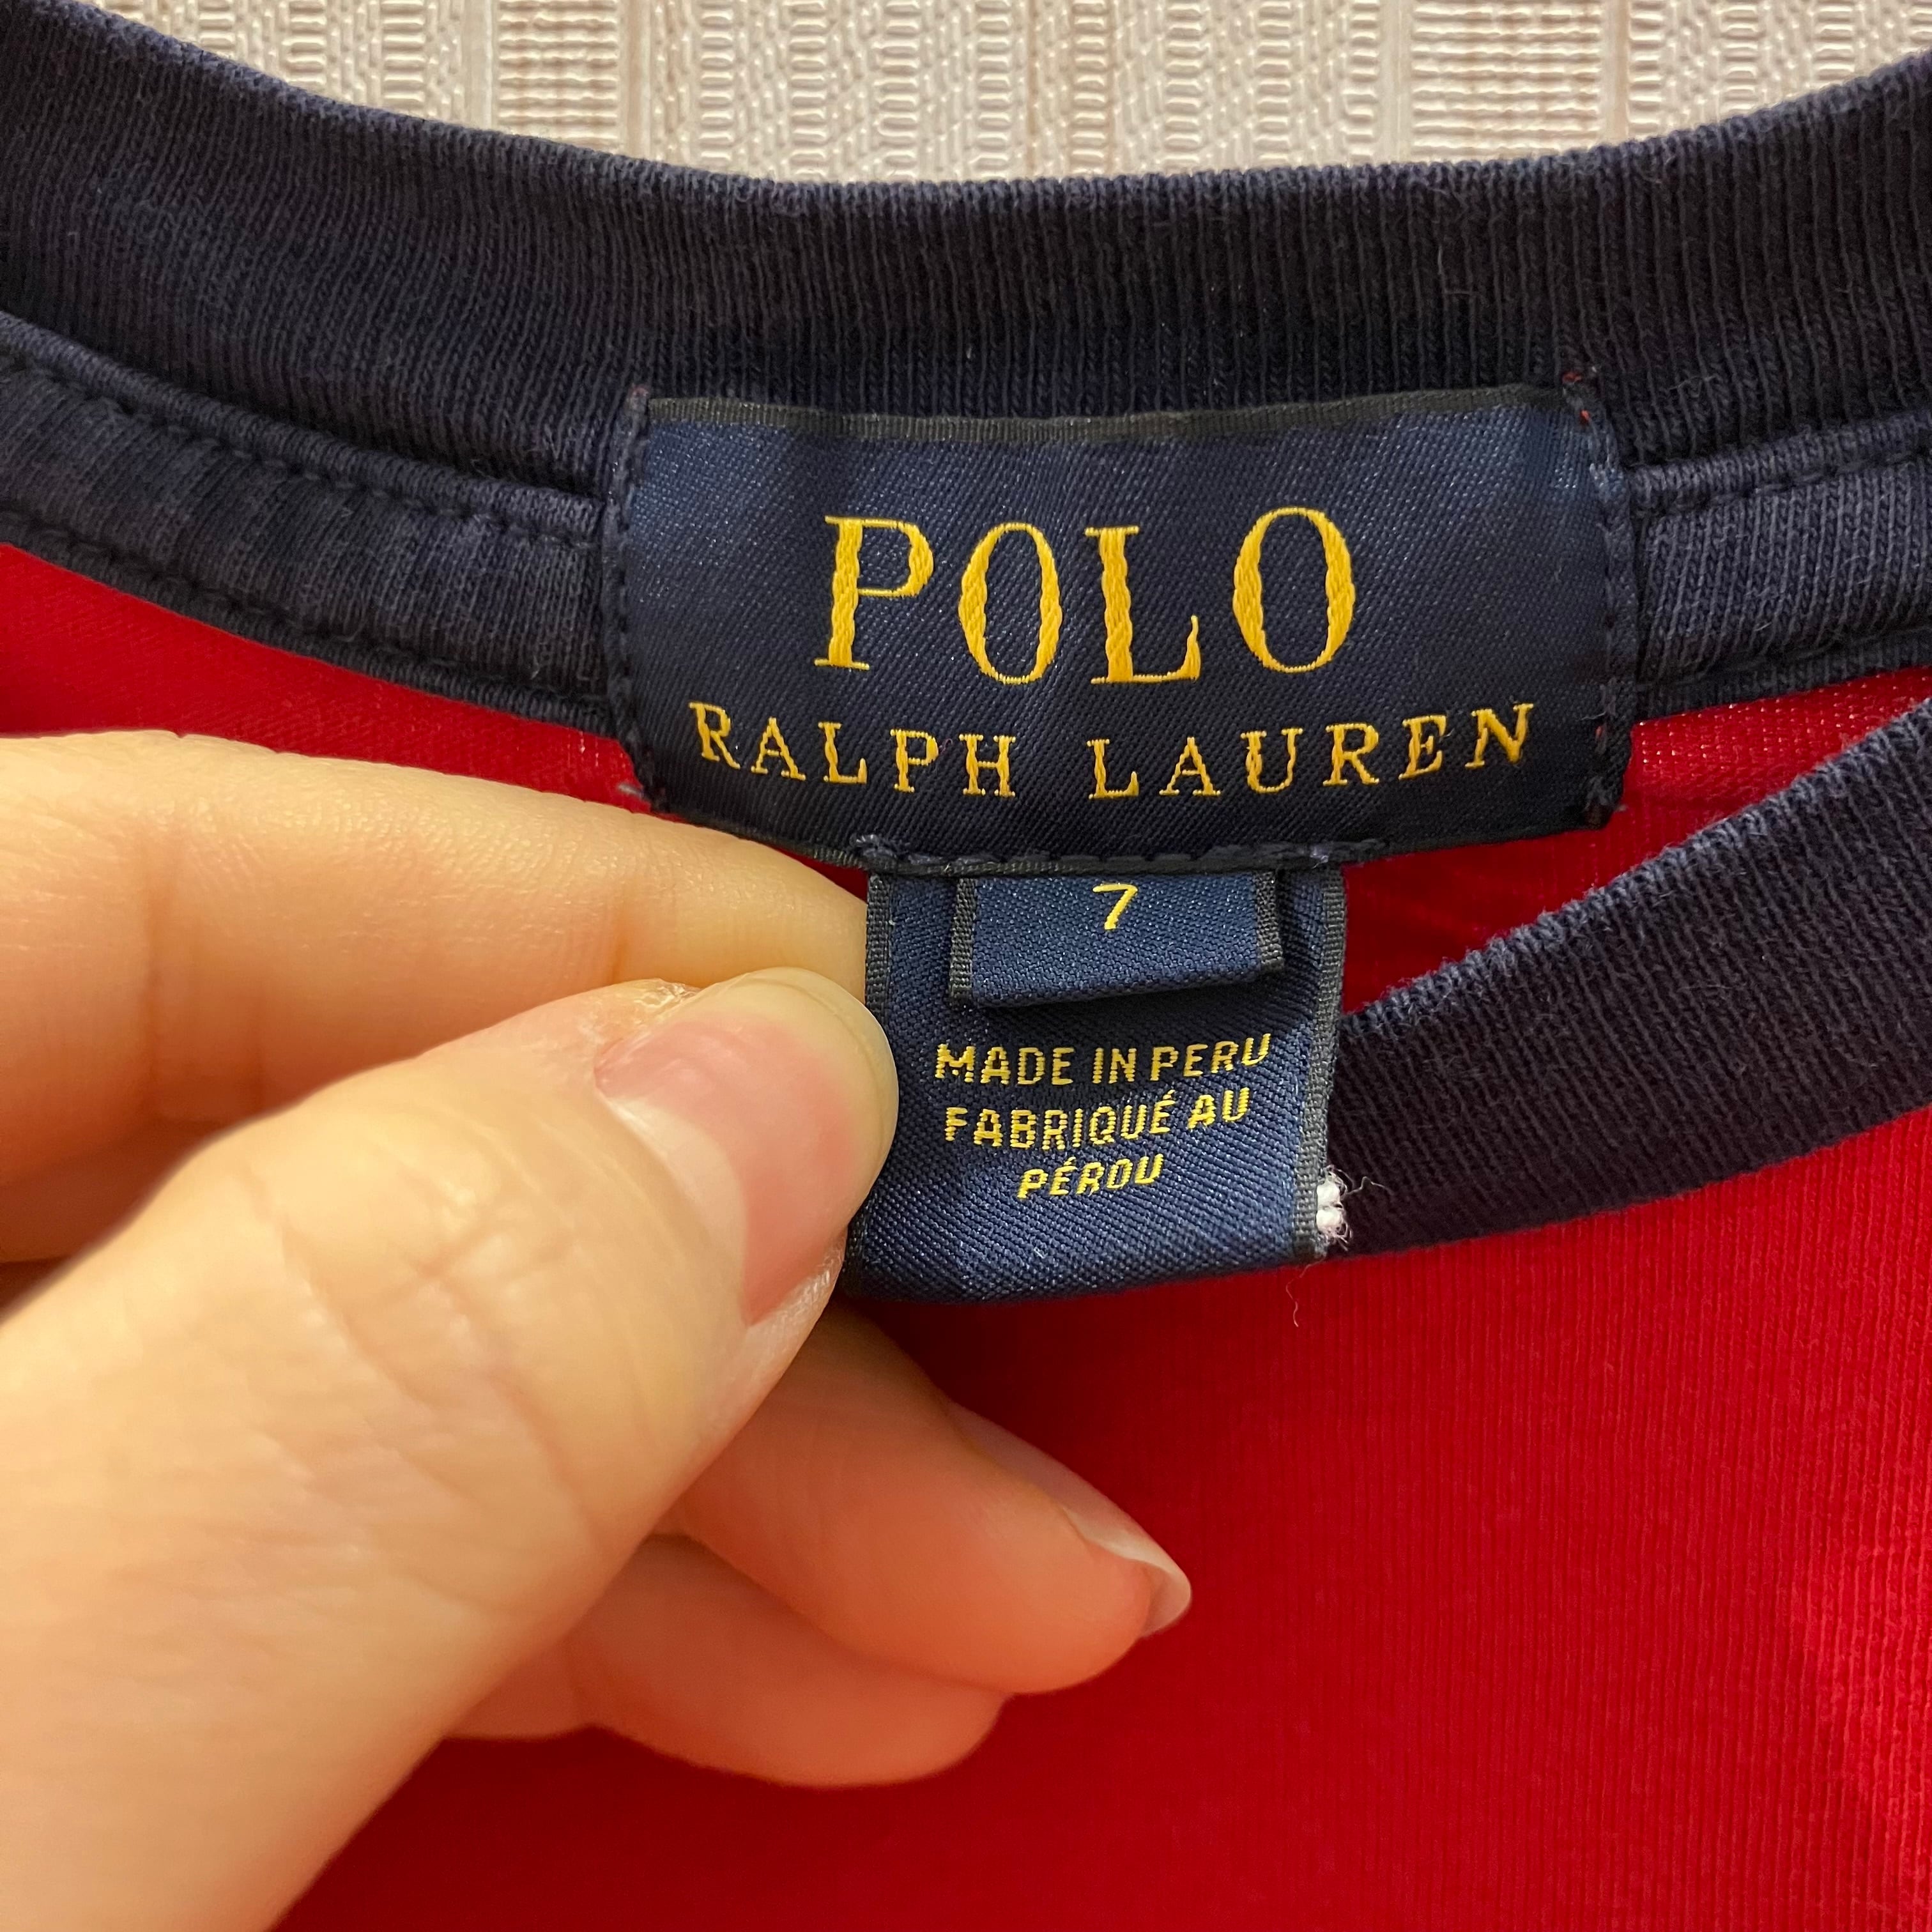 POLO
RALPH LAUREN
7
MADE IN PERU
FABRIQUÉ AU
PÉROU